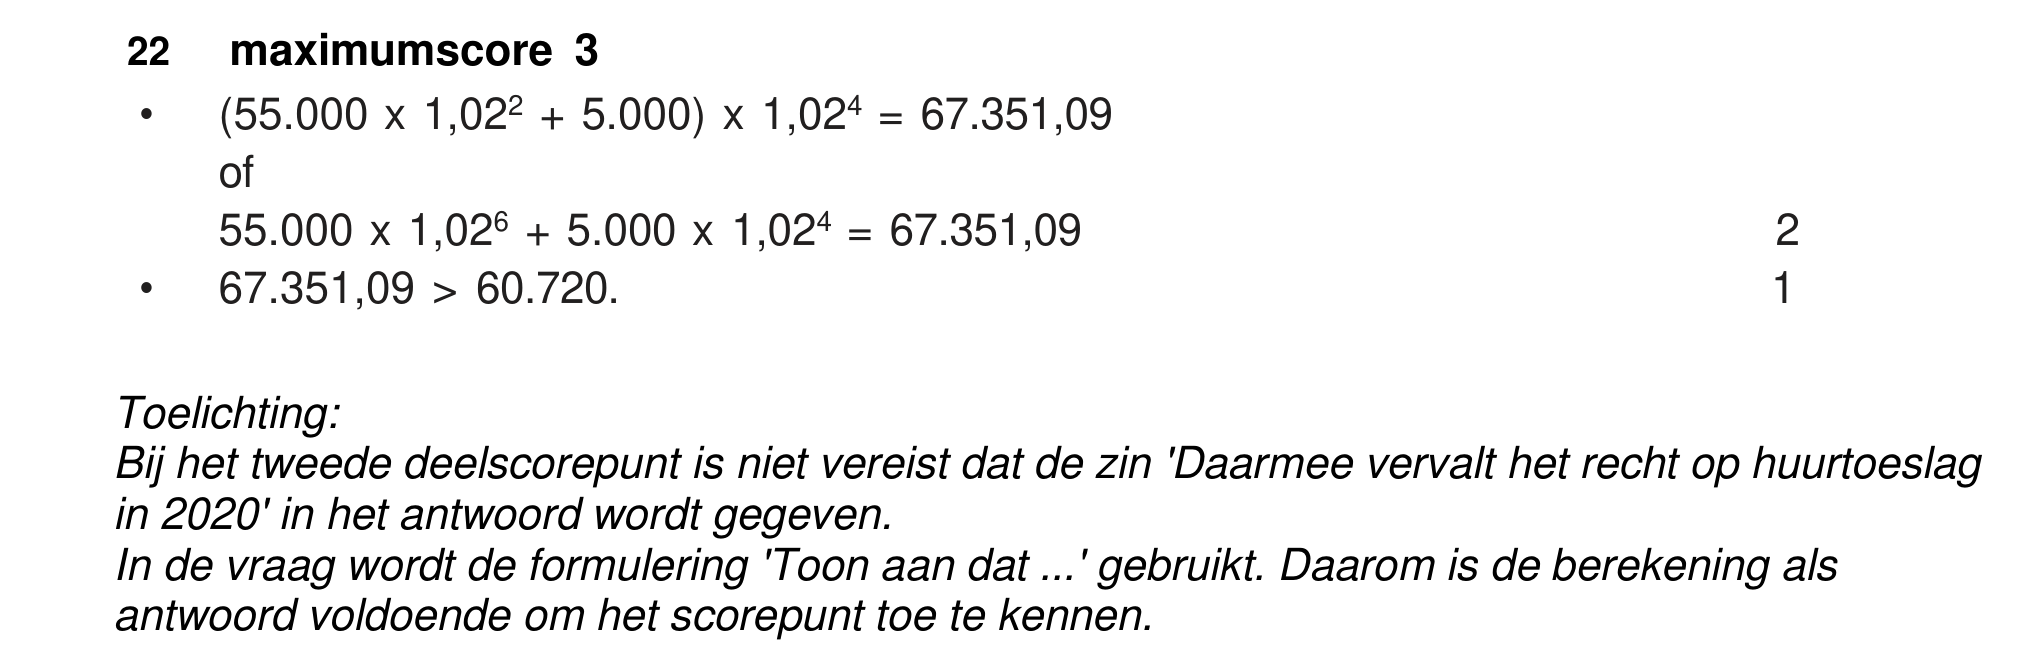 22 maximumscore 3
• (55.000 x 1,02² + 5.000) x 1,02⁴ = 67.351,09
of
55.000 x 1,02⁶ + 5.000 x 1,02⁴ = 67.351,09 2
• 67.351,09 > 60.720. 1
Toelichting:
Bij het tweede deelscorepunt is niet vereist dat de zin 'Daarmee vervalt het recht op huurtoeslag
in 2020' in het antwoord wordt gegeven.
In de vraag wordt de formulering 'Toon aan dat ...' gebruikt. Daarom is de berekening als
antwoord voldoende om het scorepunt toe te kennen.